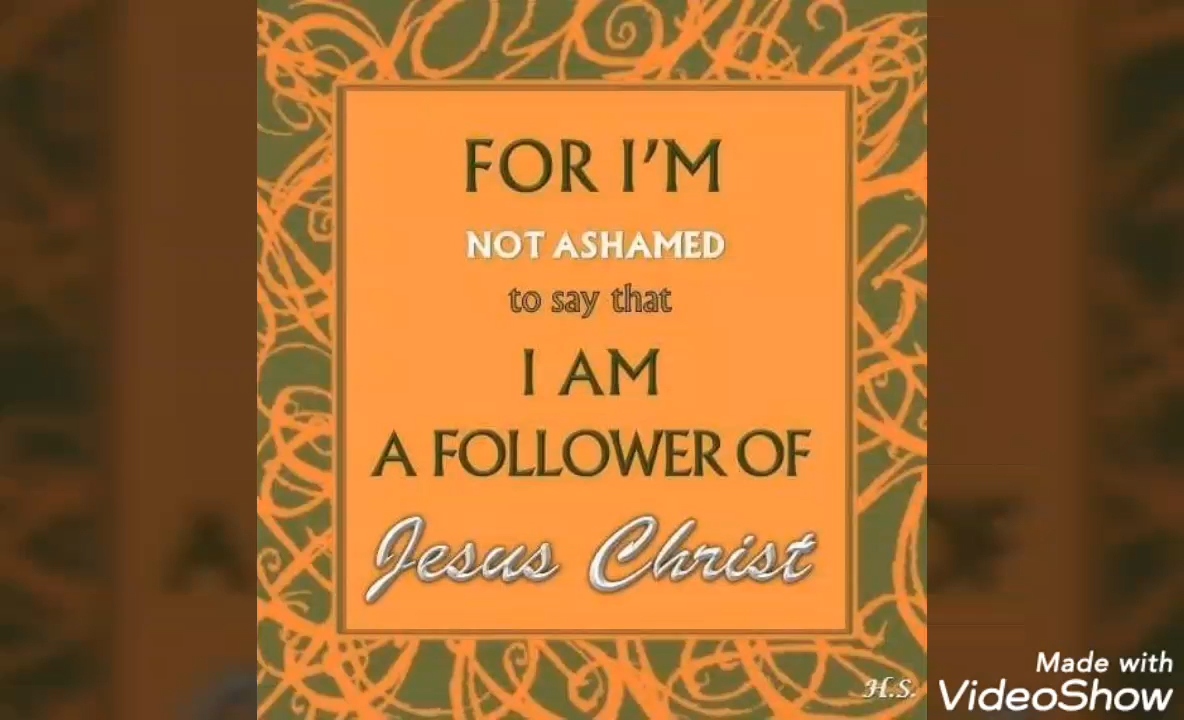 FOR I'M
NOT ASHAMED
to say that
I AM
A FOLLOWER OF
Jesus Christ
H.S.
Made with
VideoShow